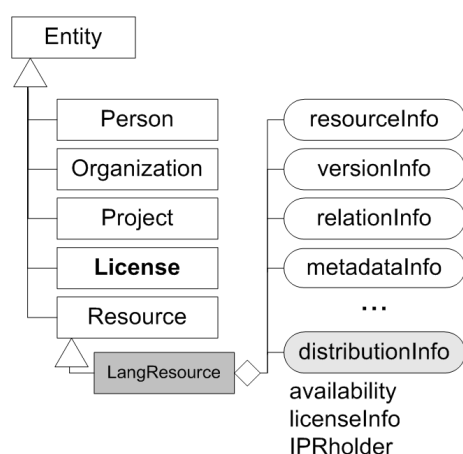 Entity
Person
Organization
Project
License
Resource
LangResource
resourceInfo
versionInfo
relationInfo
metadataInfo
...
distributionInfo
availability
licenseInfo
IPRholder